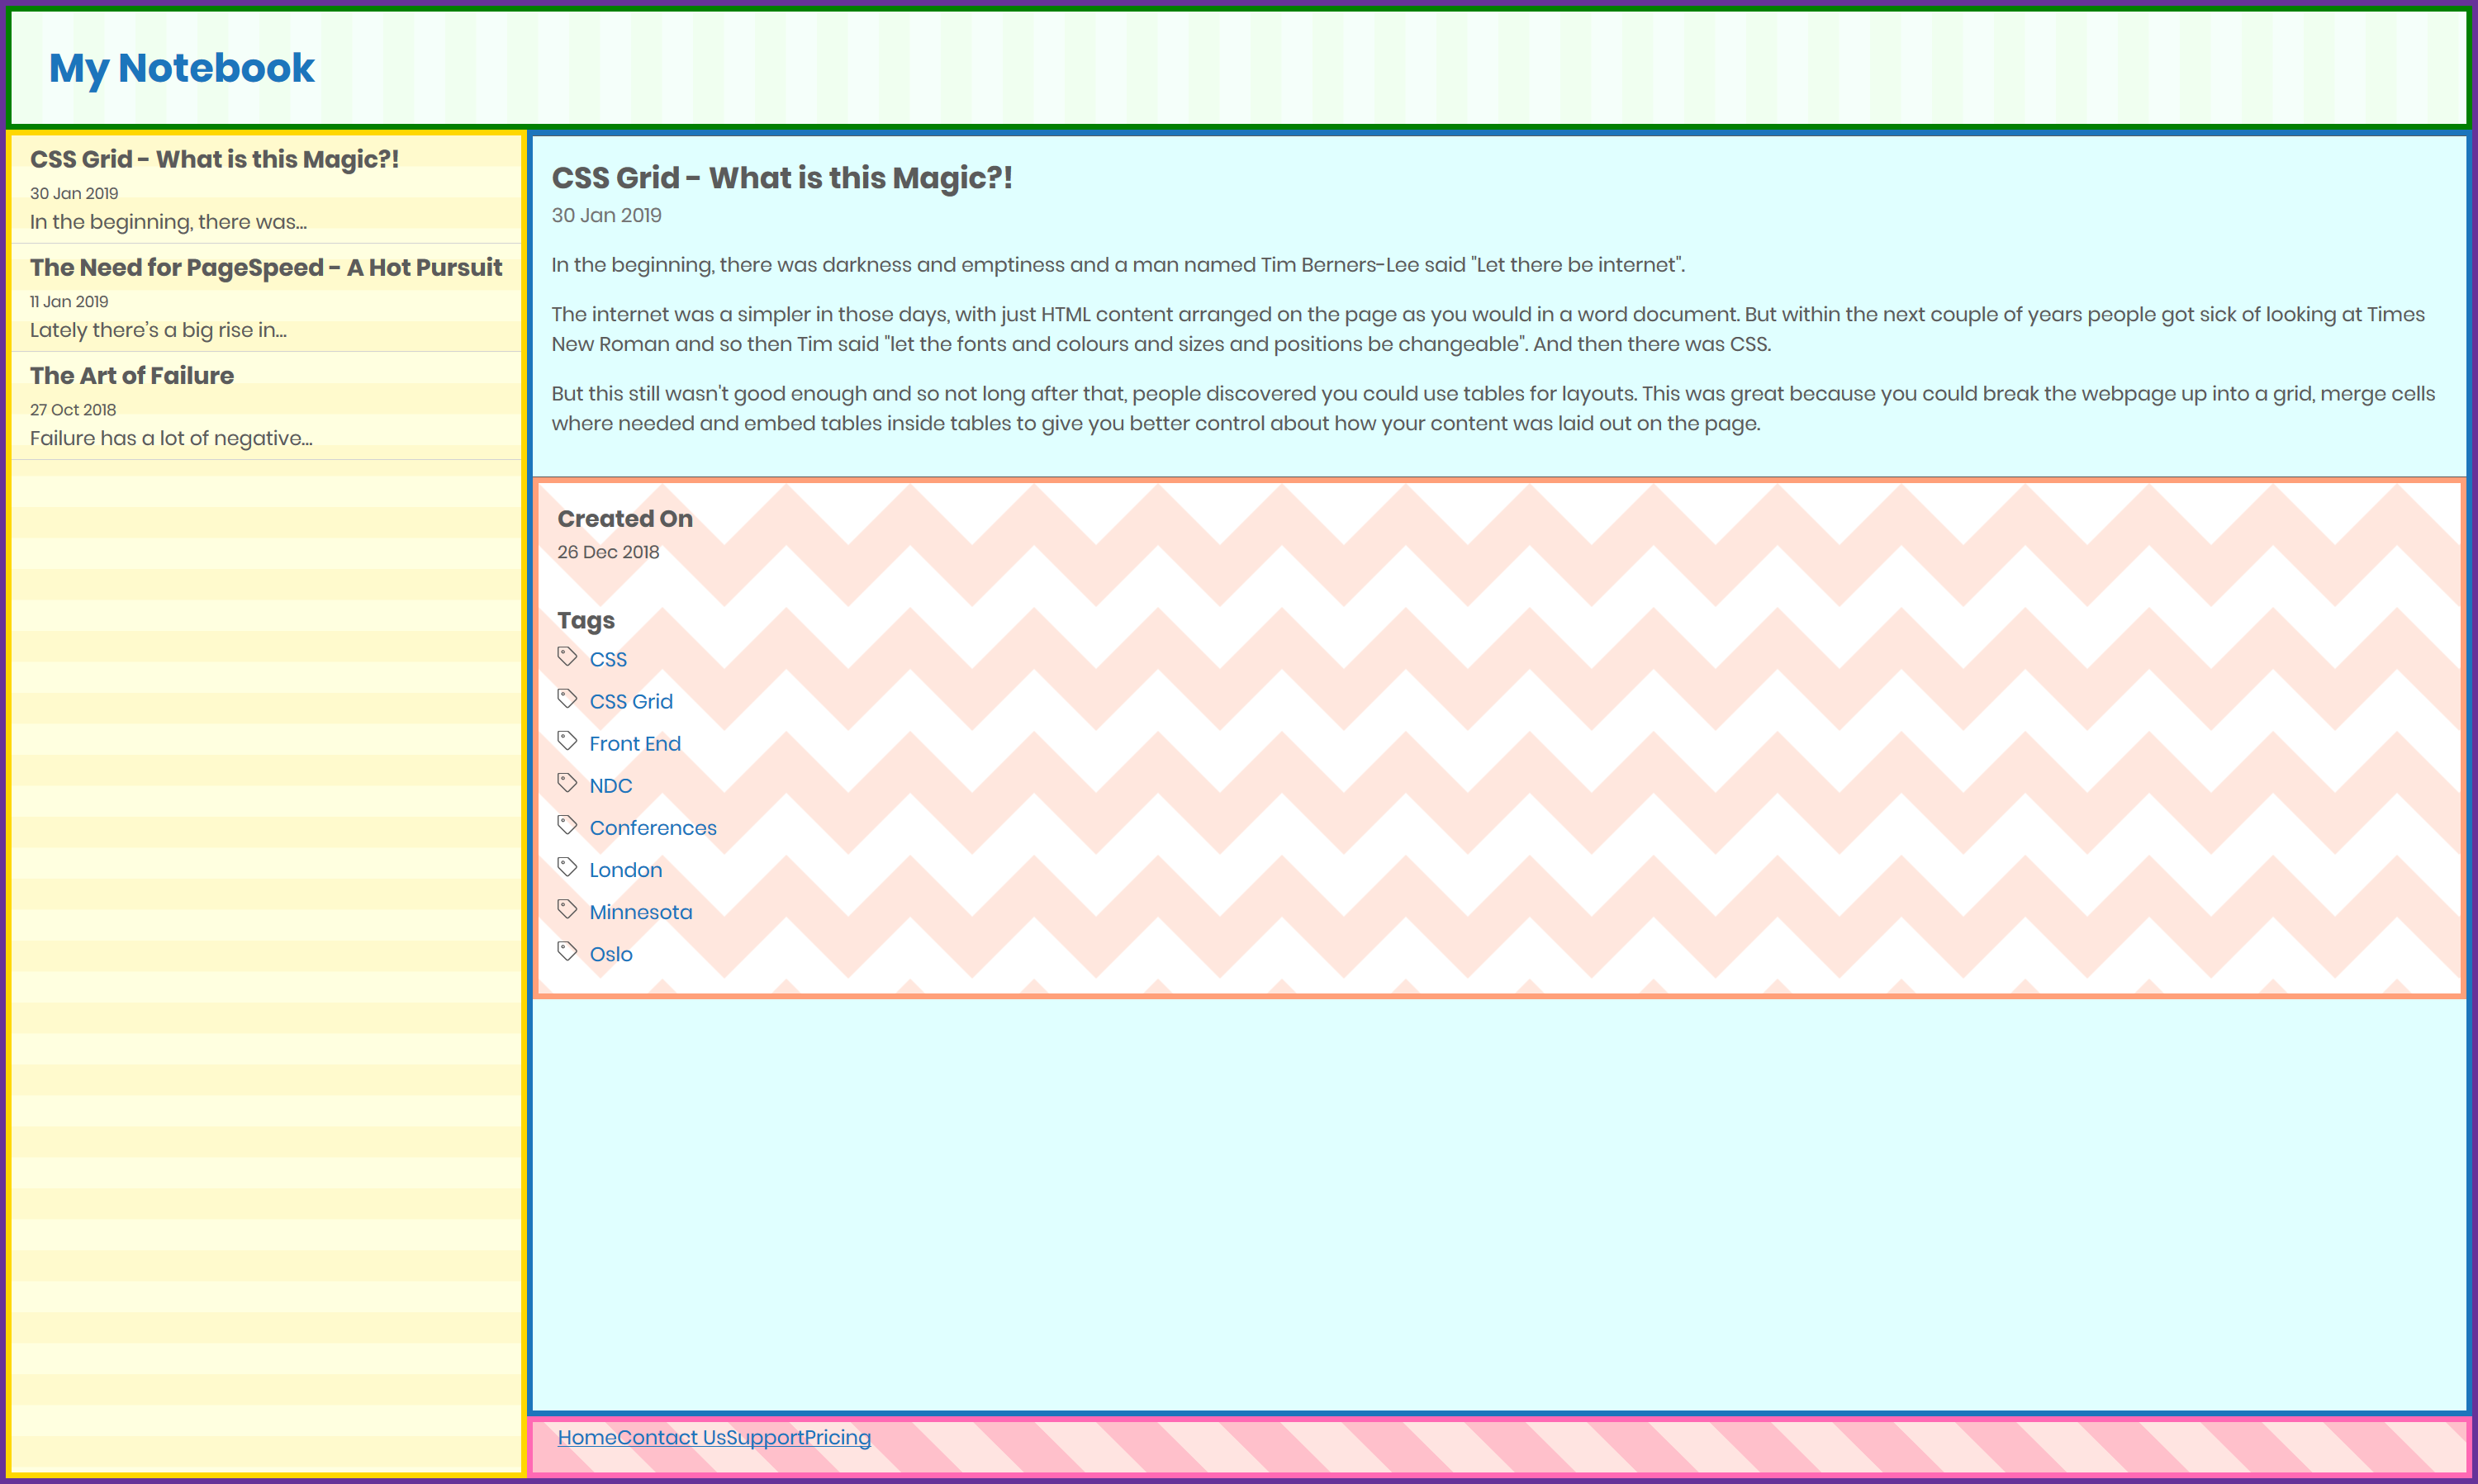 My Notebook
CSS Grid - What is this Magic?!
30 Jan 2019
In the beginning, there was...
The Need for PageSpeed - A Hot Pursuit
11 Jan 2019
Lately there's a big rise in...
The Art of Failure
27 Oct 2018
Failure has a lot of negative...
CSS Grid - What is this Magic?!
30 Jan 2019
In the beginning, there was darkness and emptiness and a man named Tim Berners-Lee said "Let there be internet".
The internet was a simpler in those days, with just HTML content arranged on the page as you would in a word document. But within the next couple of years people got sick of looking at Times
New Roman and so then Tim said "let the fonts and colours and sizes and positions be changeable". And then there was CSS.
But this still wasn't good enough and so not long after that, people discovered you could use tables for layouts. This was great because you could break the webpage up into a grid, merge cells
where needed and embed tables inside tables to give you better control about how your content was laid out on the page.
Created On
26 Dec 2018
Tags
CSS
CSS Grid
Front End
NDC
Conferences
London
Minnesota
Oslo
HomeContact UsSupportPricing